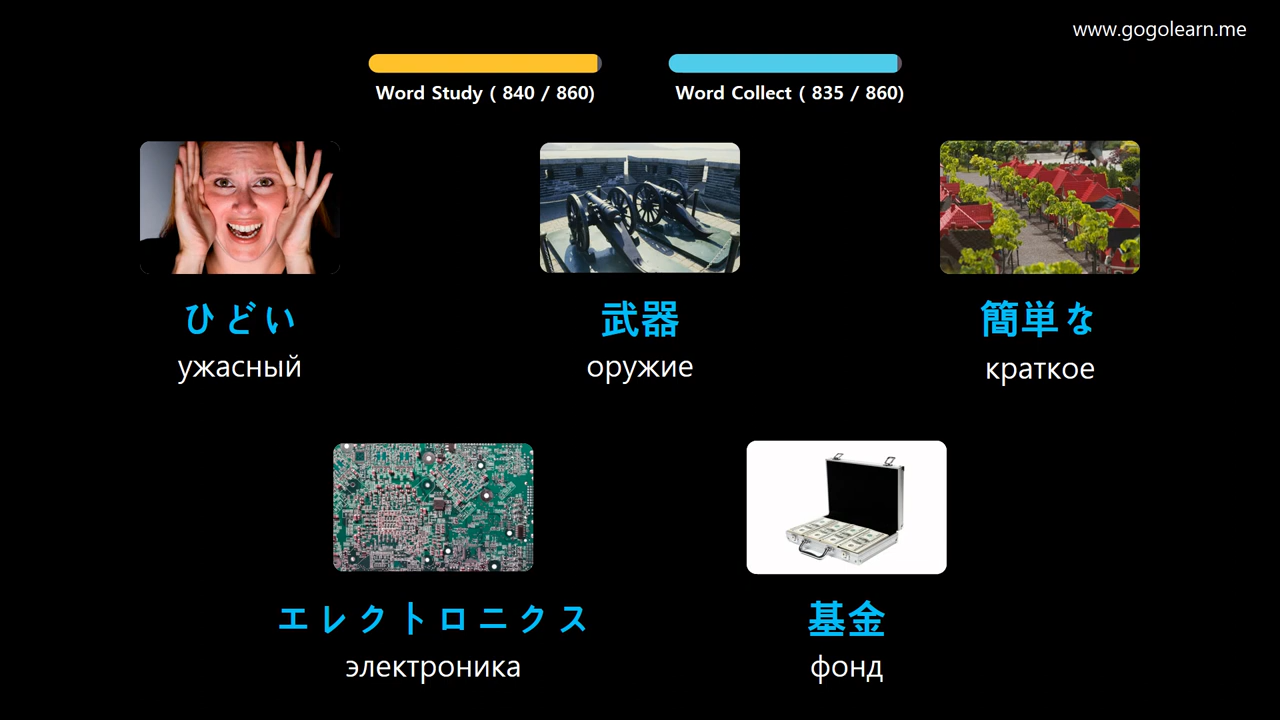 www.gogolearn.me
Word Study ( 840 / 860)
Word Collect ( 835 / 860)
ひどい
ужасный
武器
оружие
簡単な
краткое
エレクトロニクス
электроника
基金
фонд